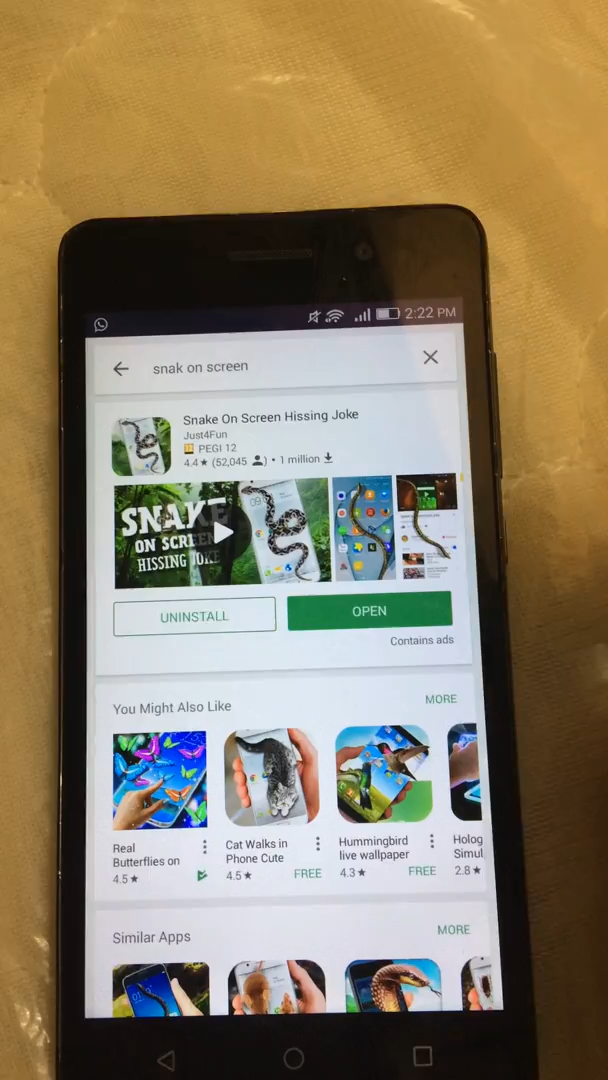 2:22 PM
snak on screen
Snake On Screen Hissing Joke
Just4Fun
PEGI 12
4.4★ (52,045 ) • 1 million
SNAKE
ON SCREEN
HISSING JOKE
UNINSTALL
OPEN
Contains ads
You Might Also Like
MORE
Real
Butterflies on
4.5★
Cat Walks in
Phone Cute
4.5★
FREE
Hummingbird
live wallpaper
4.3★
FREE
Holog
Simul
2.8★
Similar Apps
MORE